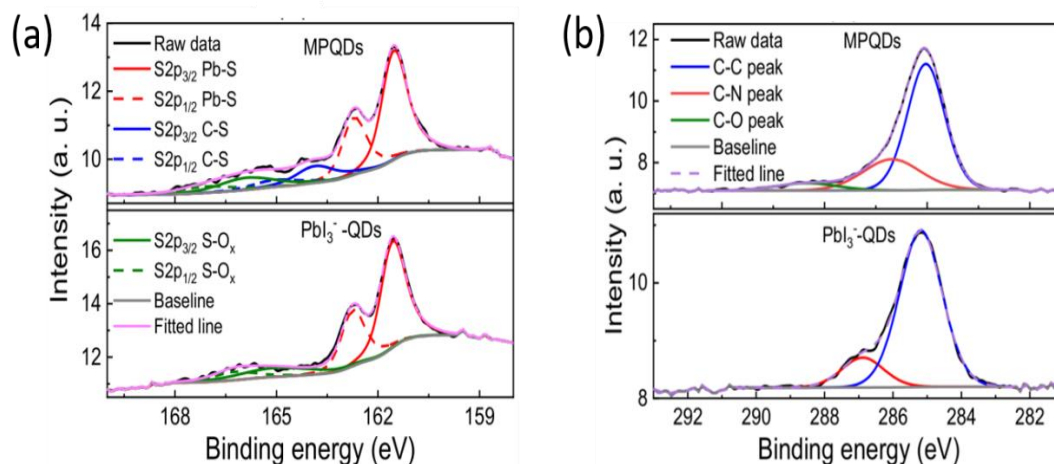 (a)
Intensity (a. u.)
14
12
10
MPQDs
Raw data
S2p3/2 Pb-S
S2p1/2 Pb-S
S2p3/2 C-S
S2p1/2 C-S
16
14
12
PbI3- -QDs
S2p3/2 S-Ox
S2p1/2 S-Ox
Baseline
Fitted line
168 165 162 159
Binding energy (eV)
(b)
Intensity (a. u.)
12
8
MPQDs
Raw data
C-C peak
C-N peak
C-O peak
Baseline
Fitted line
10
8
PbI3- -QDs
292 290 288 286 284 282
Binding energy (eV)